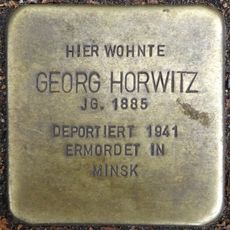 HIER WOHNTE
GEORG HORWITZ
JG. 1885
DEPORTIERT 1941
ERMORDET IN
MINSK